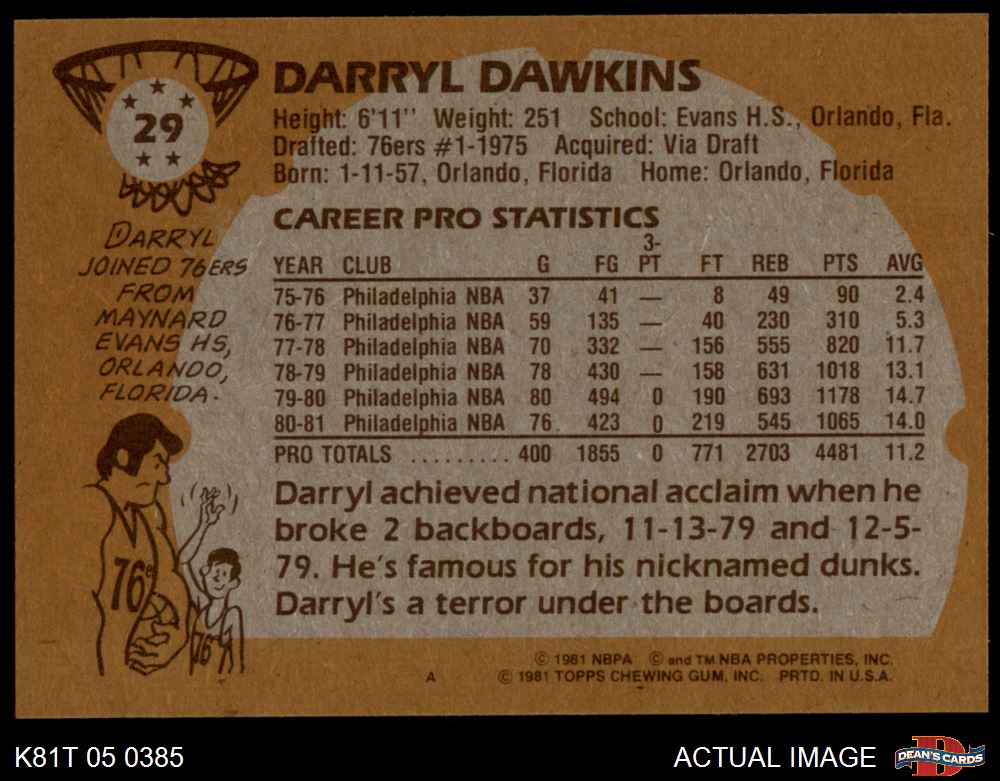 29
DARRYL DAWKINS
Height: 6'11'' Weight: 251 School: Evans H.S., Orlando, Fla.
Drafted: 76ers #1-1975 Acquired: Via Draft
Born: 1-11-57, Orlando, Florida Home: Orlando, Florida
DARRYL
JOINED 76ERS
FROM
MAYNARD
EVANS HS,
ORLANDO,
FLORIDA.
76e
76
CAREER PRO STATISTICS
YEAR CLUB G FG 3-PT FT REB PTS AVG
75-76 Philadelphia NBA 37 41 — 8 49 90 2.4
76-77 Philadelphia NBA 59 135 — 40 230 310 5.3
77-78 Philadelphia NBA 70 332 — 156 555 820 11.7
78-79 Philadelphia NBA 78 430 — 158 631 1018 13.1
79-80 Philadelphia NBA 80 494 0 190 693 1178 14.7
80-81 Philadelphia NBA 76 423 0 219 545 1065 14.0
PRO TOTALS ......... 400 1855 0 771 2703 4481 11.2
Darryl achieved national acclaim when he
broke 2 backboards, 11-13-79 and 12-5-
79. He's famous for his nicknamed dunks.
Darryl's a terror under the boards.
© 1981 NBPA © and TM NBA PROPERTIES, INC.
A © 1981 TOPPS CHEWING GUM, INC. PRTD. IN U.S.A.
K81T 05 0385
ACTUAL IMAGE
D
DEAN'S CARDS